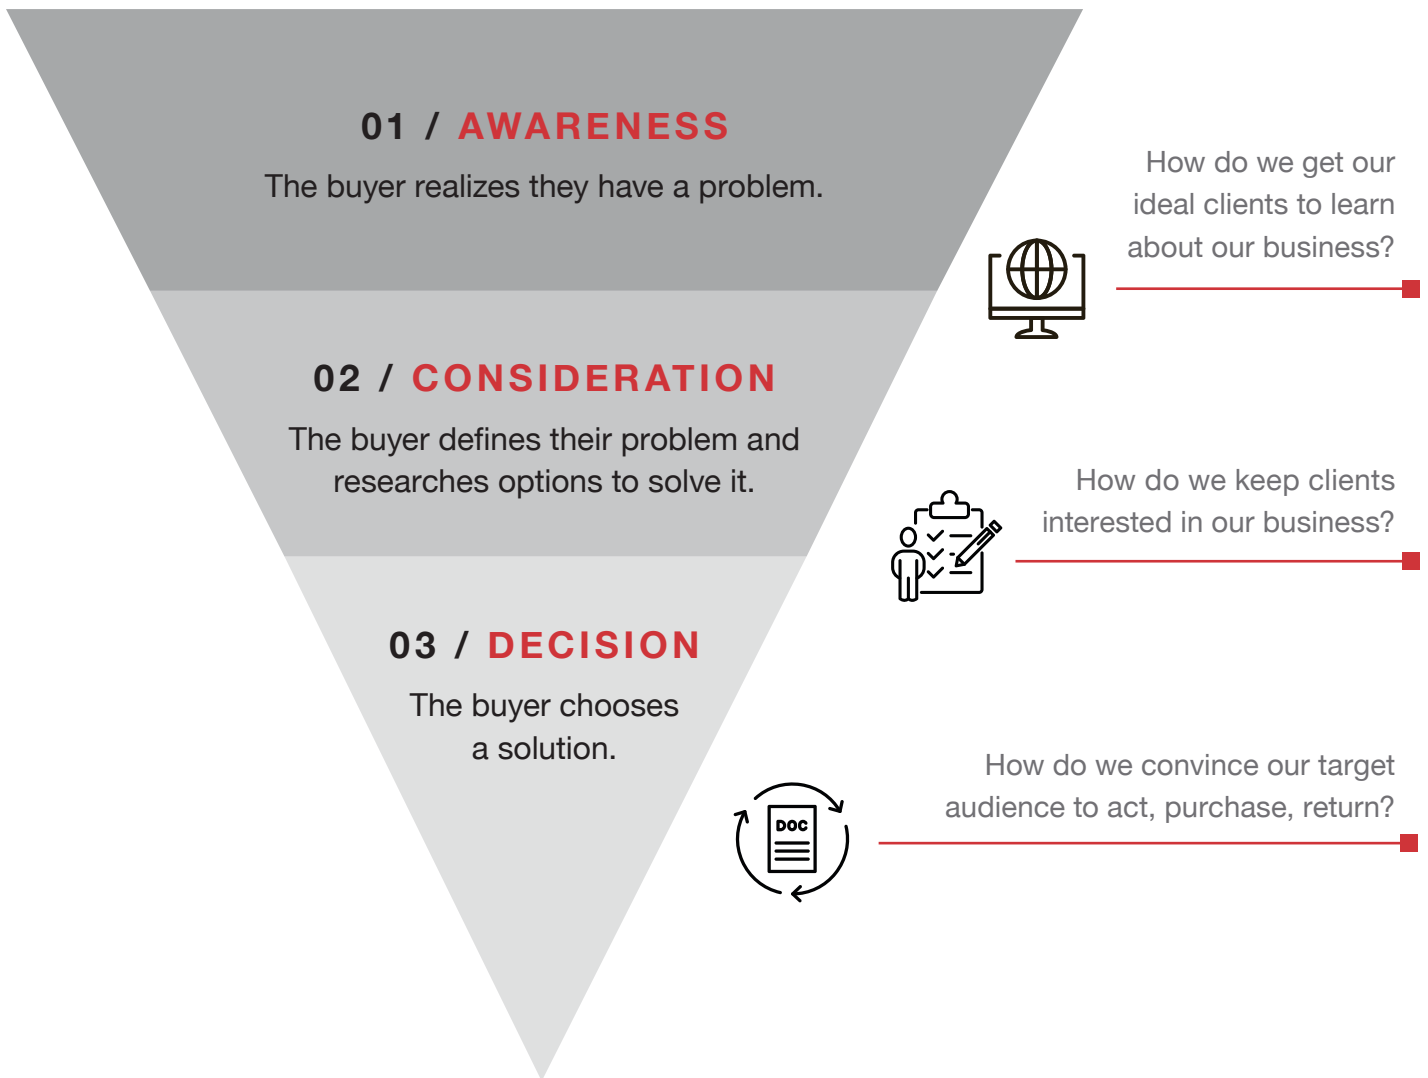 01 / AWARENESS
The buyer realizes they have a problem.
How do we get our
ideal clients to learn
about our business?
02 / CONSIDERATION
The buyer defines their problem and
researches options to solve it.
How do we keep clients
interested in our business?
03 / DECISION
The buyer chooses
a solution.
How do we convince our target
audience to act, purchase, return?
DOC